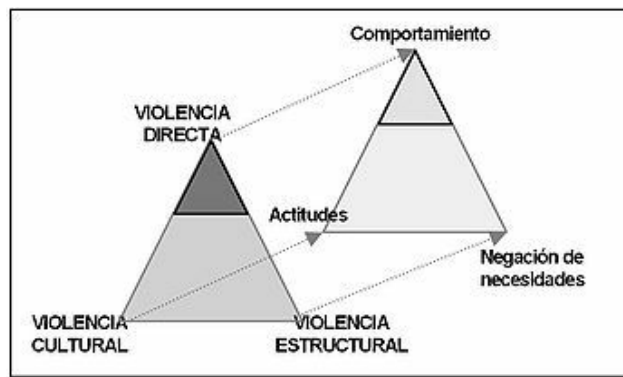 Comportamiento
VIOLENCIA
DIRECTA
Actitudes
Negación de
necesidades
VIOLENCIA
CULTURAL
VIOLENCIA
ESTRUCTURAL